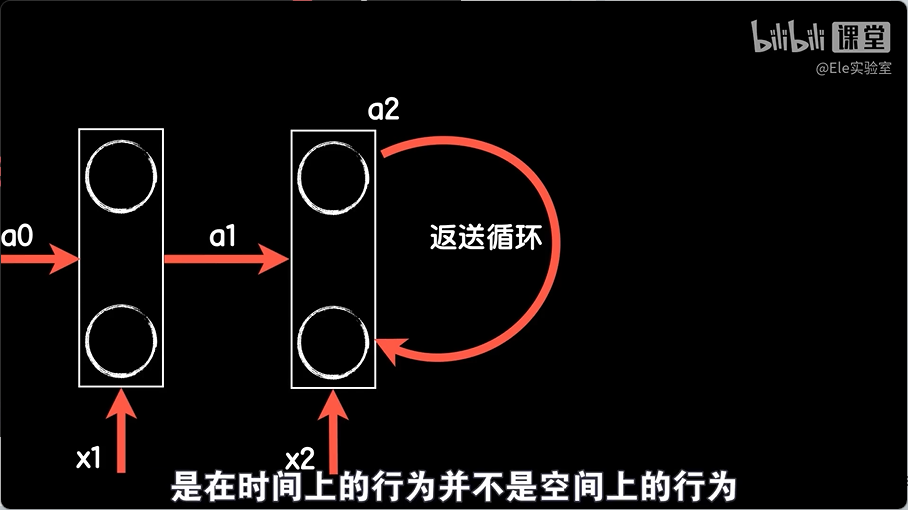 bilibili 课堂
@Ele实验室
a2
a0
a1
返送循环
x1
x2
是在时间上的行为并不是空间上的行为